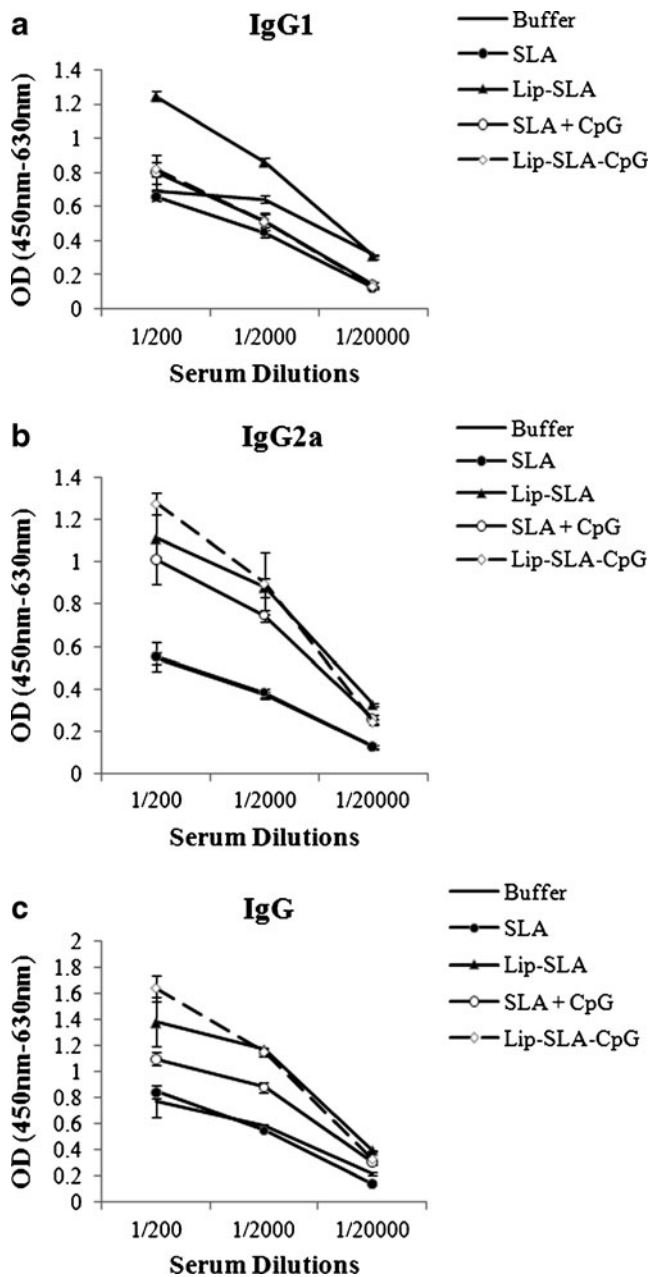 a
IgG1
Buffer
SLA
Lip-SLA
SLA + CpG
Lip-SLA-CpG
OD (450nm-630nm)
1.4
1.2
1
0.8
0.6
0.4
0.2
0
1/200 1/2000 1/20000
Serum Dilutions
b
IgG2a
Buffer
SLA
Lip-SLA
SLA + CpG
Lip-SLA-CpG
OD (450nm-630nm)
1.4
1.2
1
0.8
0.6
0.4
0.2
0
1/200 1/2000 1/20000
Serum Dilutions
c
IgG
Buffer
SLA
Lip-SLA
SLA + CpG
Lip-SLA-CpG
OD (450nm-630nm)
2
1.8
1.6
1.4
1.2
1
0.8
0.6
0.4
0.2
0
1/200 1/2000 1/20000
Serum Dilutions